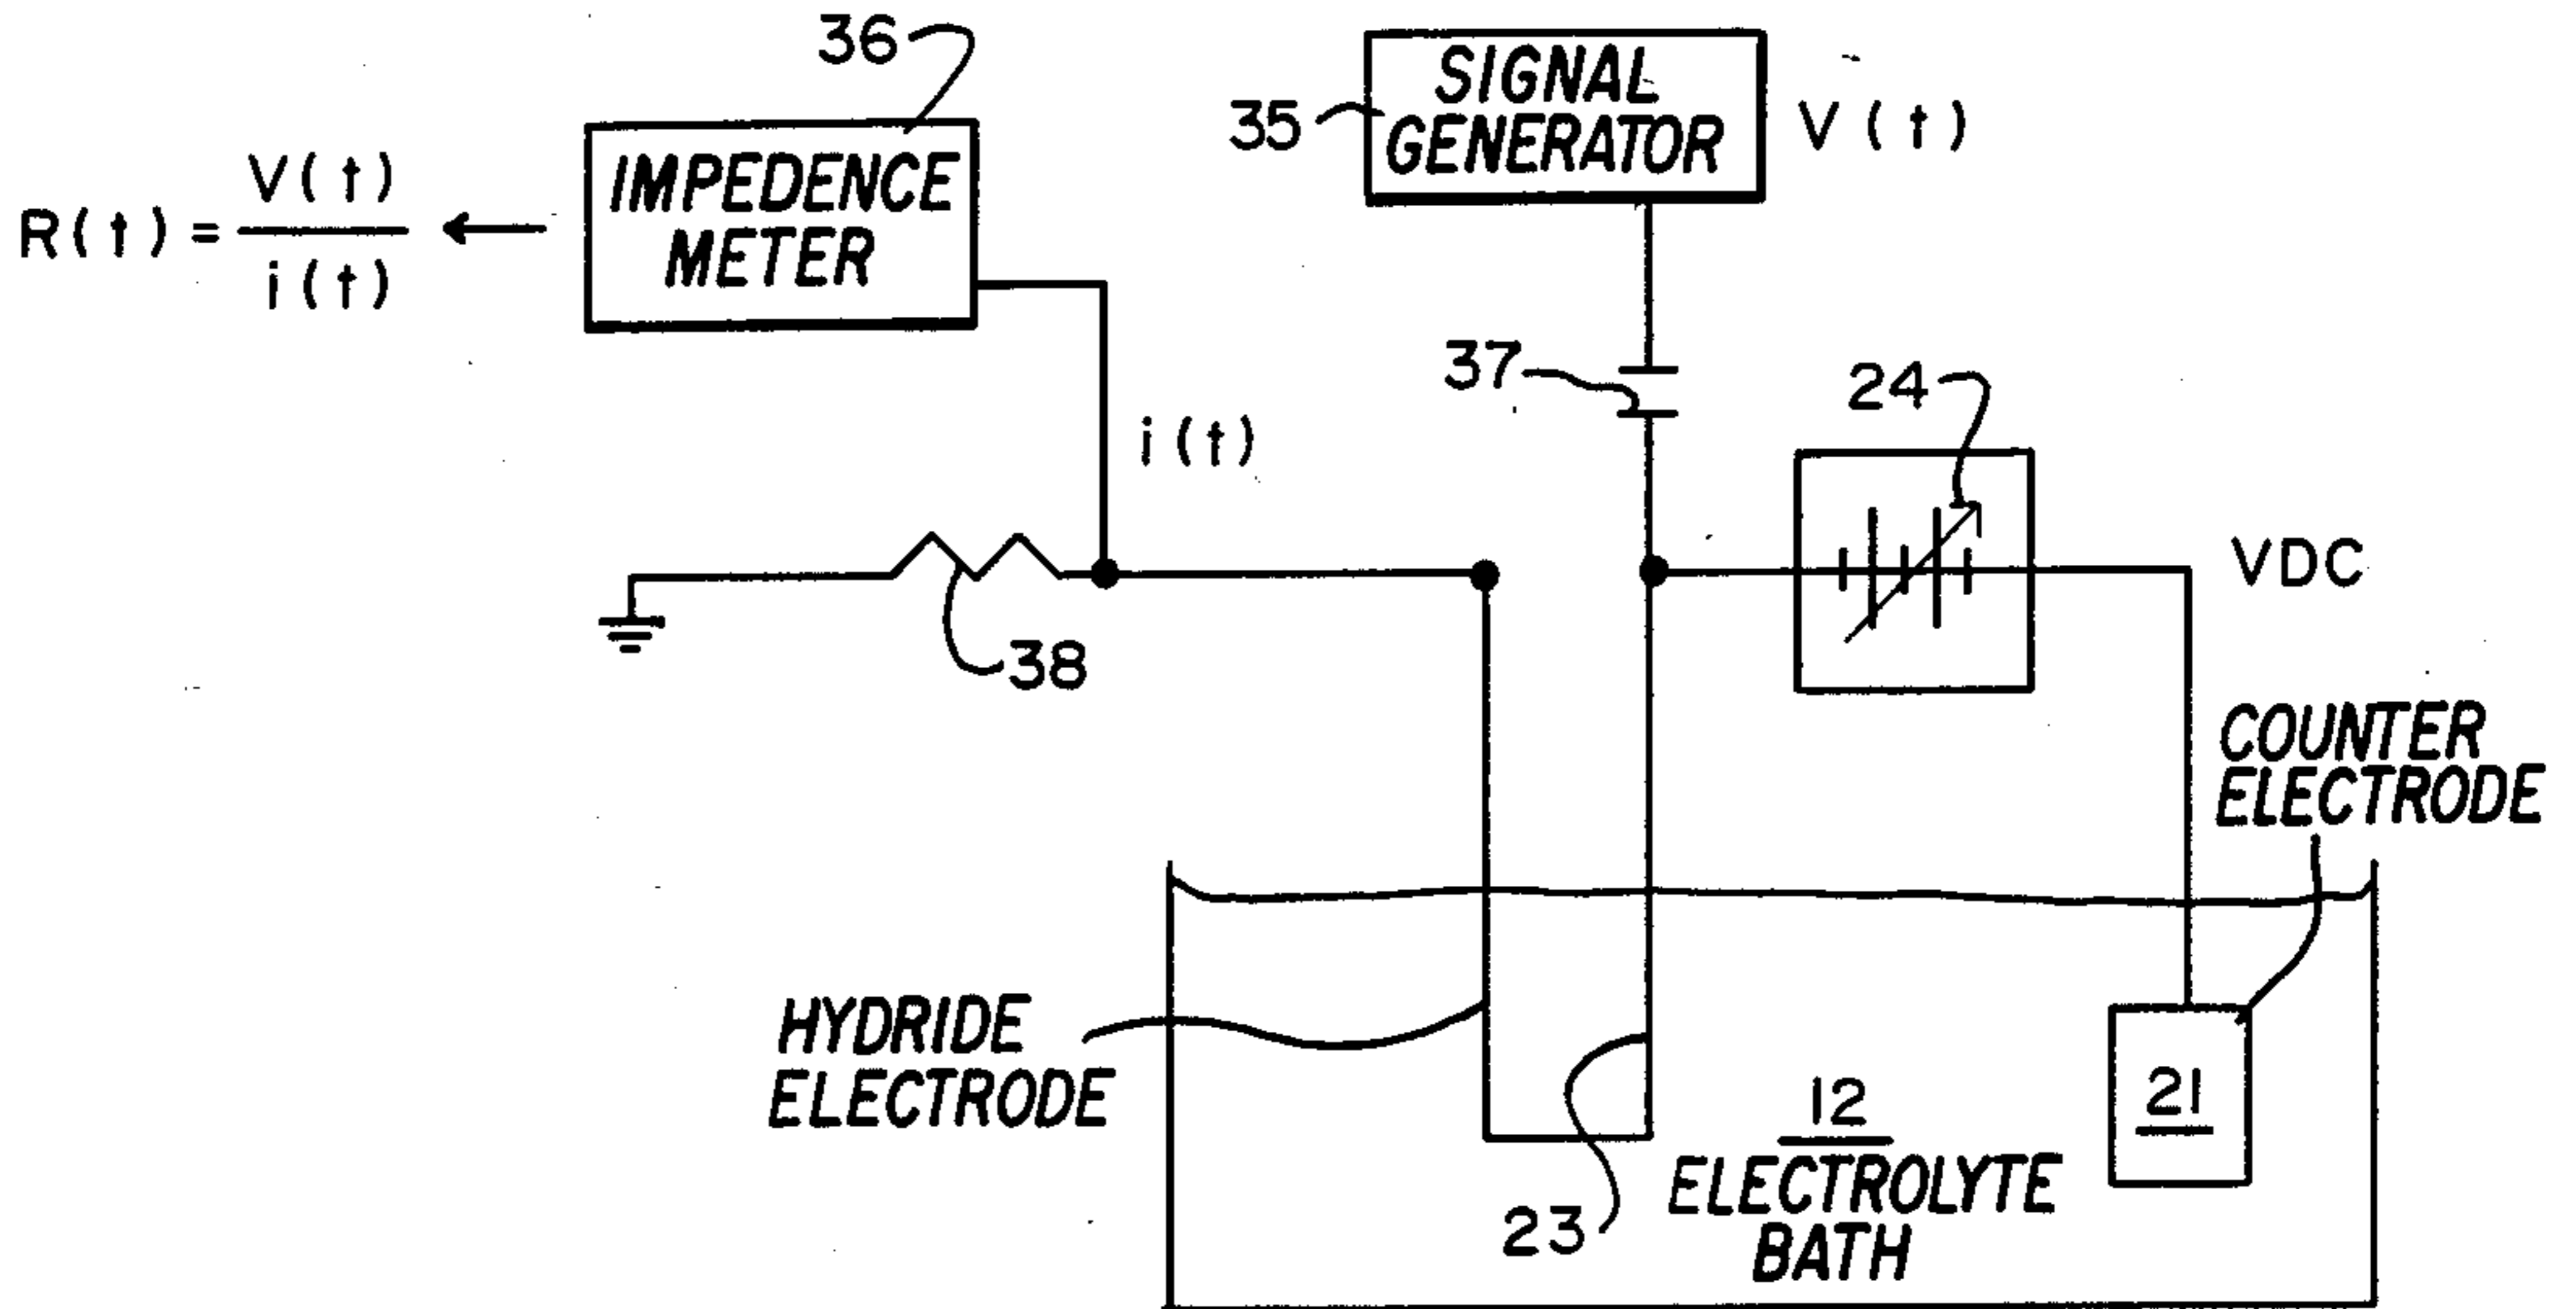 36
IMPEDENCE
METER
R(t) = V(t) / i(t)
35
SIGNAL
GENERATOR
V(t)
37
24
i(t)
38
VDC
COUNTER
ELECTRODE
HYDRIDE
ELECTRODE
23
12
ELECTROLYTE
BATH
21